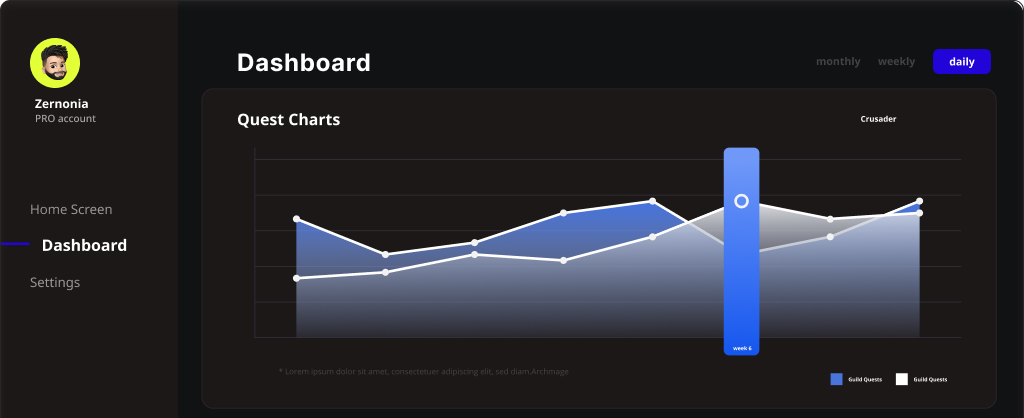 Zernonia
PRO account
Home Screen
Dashboard
Settings
Dashboard
monthly weekly daily
Quest Charts
Crusader
week 6
* Lorem ipsum dolor sit amet, consectetuer adipiscing elit, sed diam.Archmage
Guild Quests Guild Quests